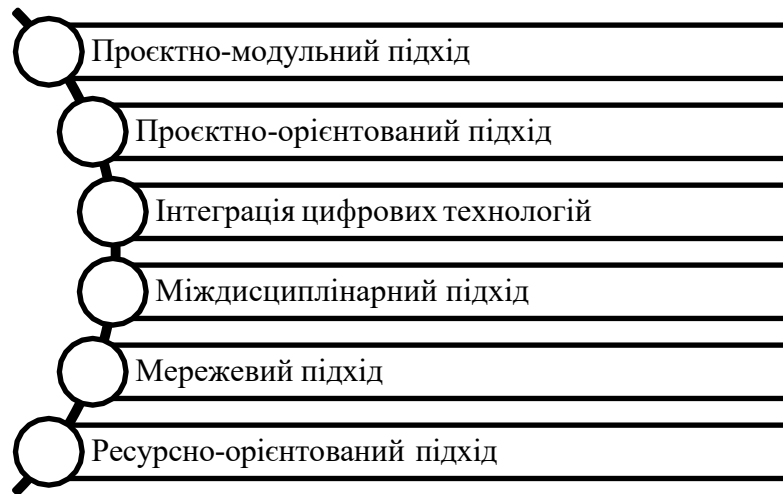 Проєктно-модульний підхід
Проєктно-орієнтований підхід
Інтеграція цифрових технологій
Міждисциплінарний підхід
Мережевий підхід
Ресурсно-орієнтований підхід